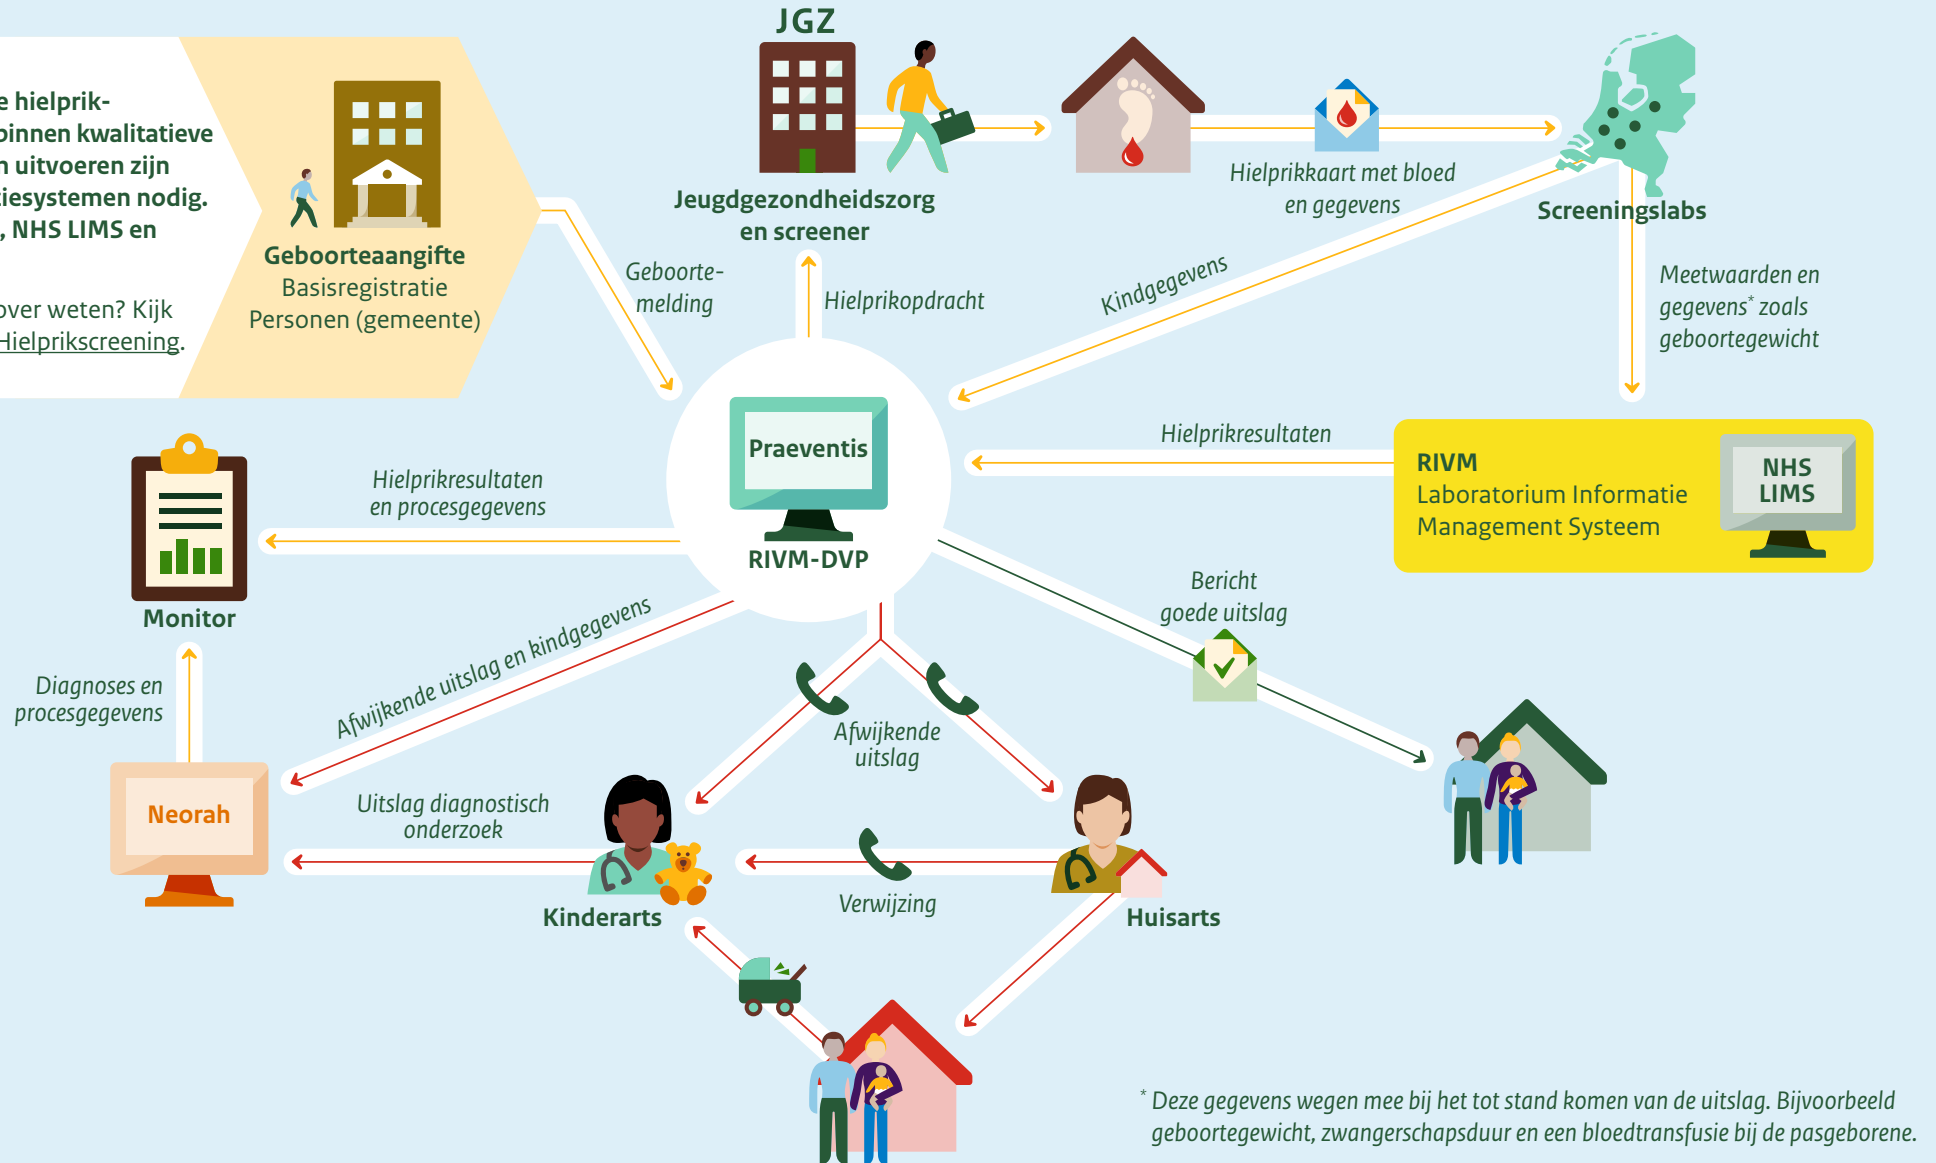 e hielprik-
binnen kwalitatieve
n uitvoeren zijn
tiesystemen nodig.
, NHS LIMS en
over weten? Kijk
Hielprikscreening.
Geboorteaangifte
Basisregistratie
Personen (gemeente)
Geboorte-
melding
JGZ
Jeugdgezondheidszorg
en screener
Hielprikopdracht
Hielprikkaart met bloed
en gegevens
Screeningslabs
Kindgegevens
Meetwaarden en
gegevens* zoals
geboortegewicht
Praeventis
RIVM-DVP
Hielprikresultaten
RIVM
Laboratorium Informatie
Management Systeem
NHS
LIMS
Hielprikresultaten
en procesgegevens
Monitor
Bericht
goede uitslag
Afwijkende uitslag en kindgegevens
Diagnoses en
procesgegevens
Afwijkende
uitslag
Neorah
Uitslag diagnostisch
onderzoek
Verwijzing
Kinderarts
Huisarts
* Deze gegevens wegen mee bij het tot stand komen van de uitslag. Bijvoorbeeld
geboortegewicht, zwangerschapsduur en een bloedtransfusie bij de pasgeborene.